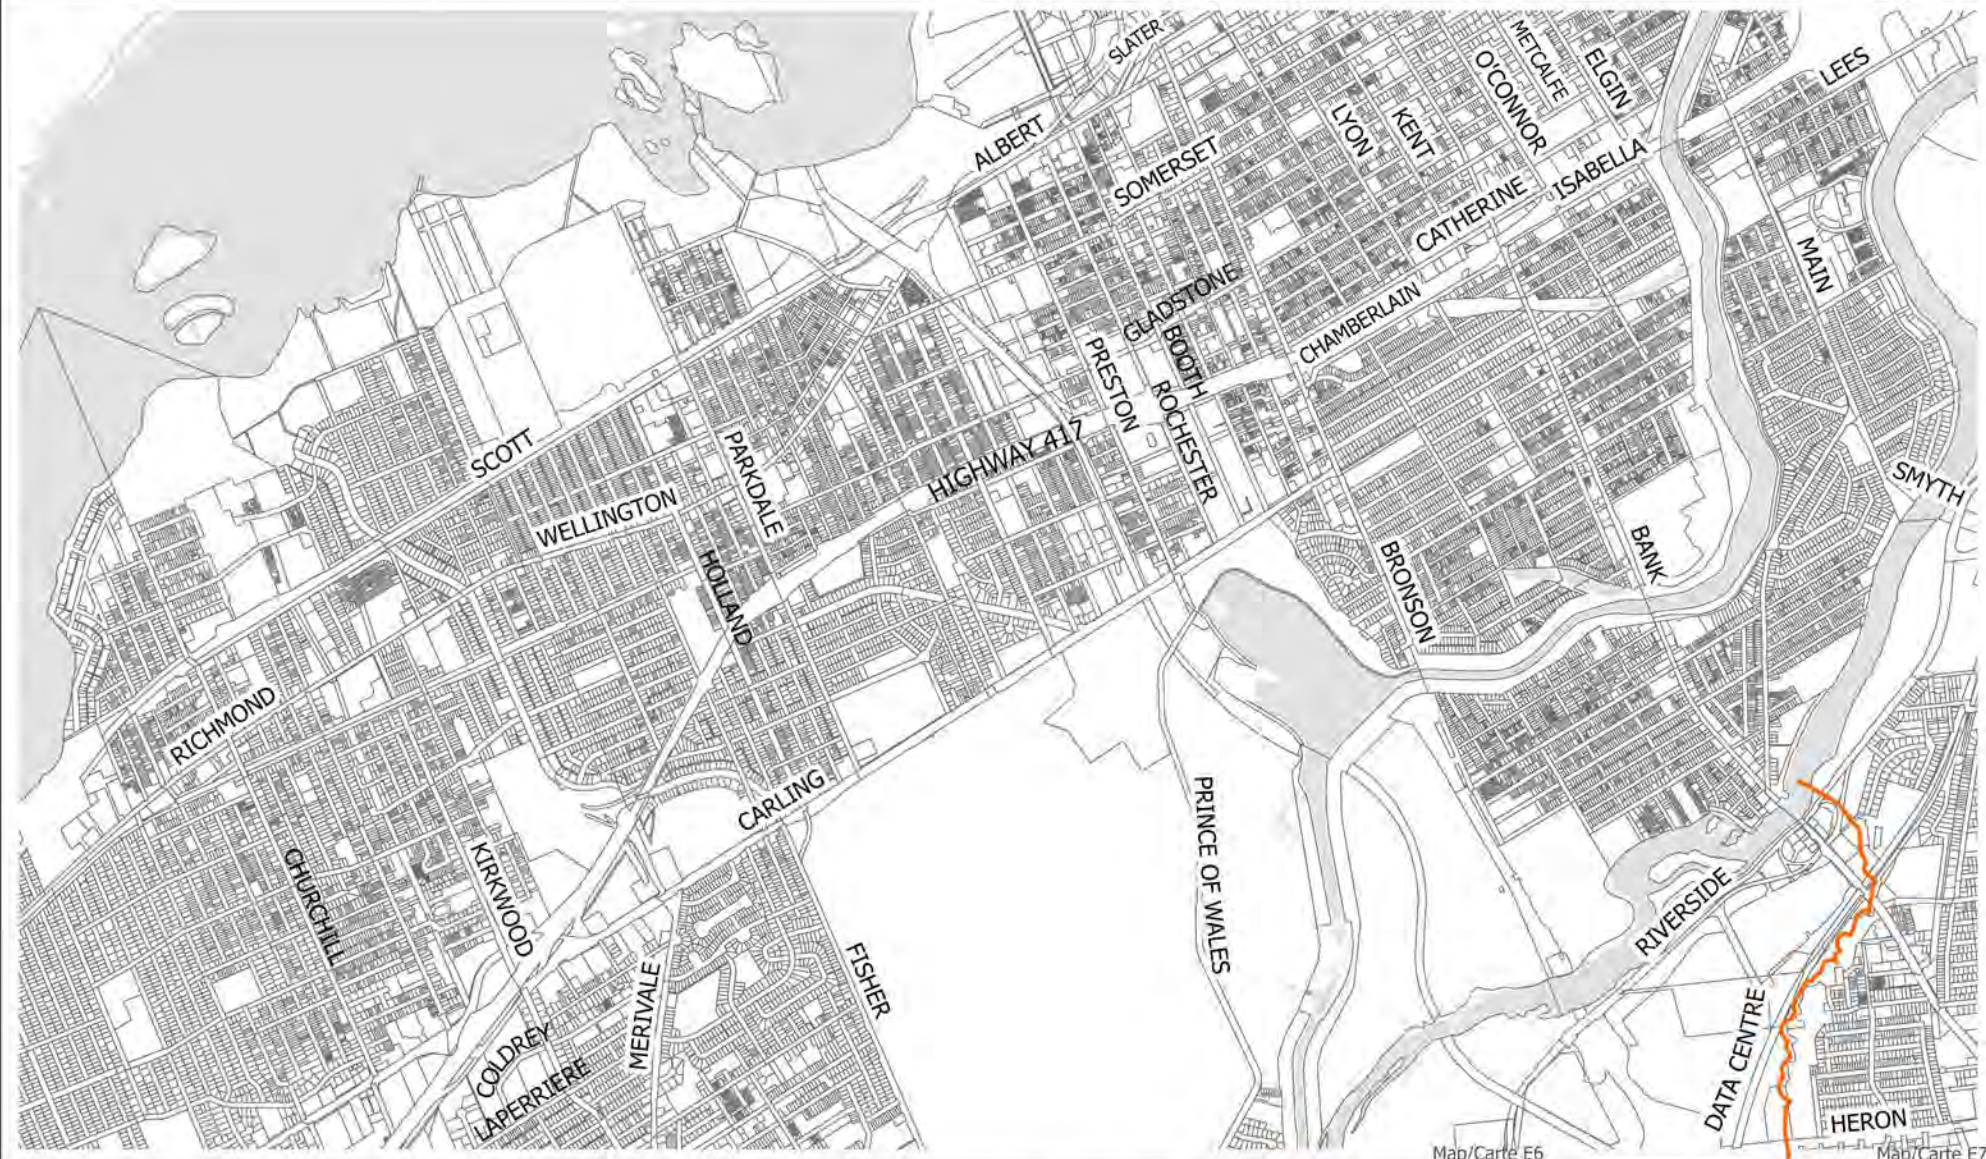 SLATER
METCALFE
ELGIN
LEES
O'CONNOR
ALBERT
LYON
KENT
SOMERSET
ISABELLA
CATHERINE
MAIN
GLADSTONE
CHAMBERLAIN
BOOTH
PRESTON
ROCHESTER
HIGHWAY 417
SCOTT
PARKDALE
WELLINGTON
SMYTH
HOLLAND
BRONSON
BANK
RICHMOND
CARLING
PRINCE OF WALES
CHURCHILL
KIRKWOOD
RIVERSIDE
FISHER
MERIVALE
COLDREY
LAPERRIERE
DATA CENTRE
HERON
Map/Carte E6
Map/Carte E7